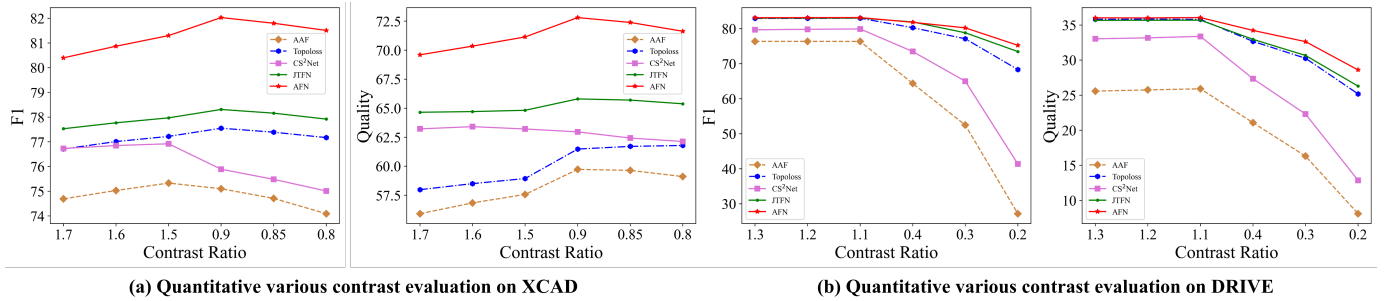 82
81
80
79
78
77
76
75
74
F1
1.7 1.6 1.5 0.9 0.85 0.8
Contrast Ratio
AAF
Topoloss
CS²Net
JTFN
AFN
72.5
70.0
67.5
65.0
62.5
60.0
57.5
Quality
1.7 1.6 1.5 0.9 0.85 0.8
Contrast Ratio
AAF
Topoloss
CS²Net
JTFN
AFN
(a) Quantitative various contrast evaluation on XCAD
80
70
60
50
40
30
F1
1.3 1.2 1.1 0.4 0.3 0.2
Contrast Ratio
AAF
Topoloss
CS²Net
JTFN
AFN
35
30
25
20
15
10
Quality
1.3 1.2 1.1 0.4 0.3 0.2
Contrast Ratio
AAF
Topoloss
CS²Net
JTFN
AFN
(b) Quantitative various contrast evaluation on DRIVE